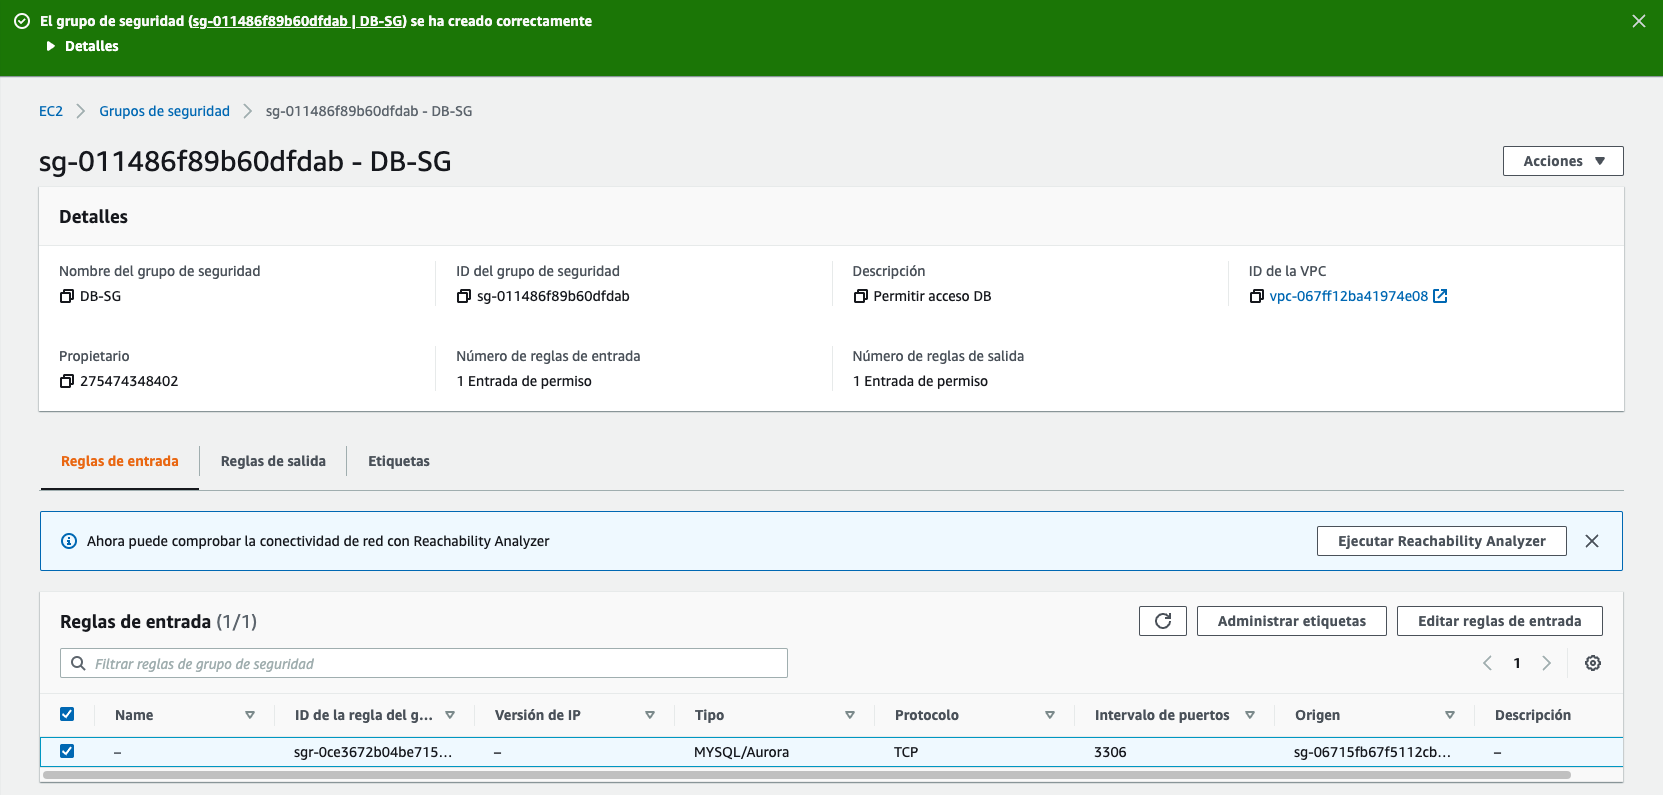 El grupo de seguridad (sg-011486f89b60dfdab | DB-SG) se ha creado correctamente
Detalles
EC2 Grupos de seguridad sg-011486f89b60dfdab - DB-SG
sg-011486f89b60dfdab - DB-SG
Acciones
Detalles
Nombre del grupo de seguridad
DB-SG
ID del grupo de seguridad
sg-011486f89b60dfdab
Descripción
Permitir acceso DB
ID de la VPC
vpc-067ff12ba41974e08
Propietario
275474348402
Número de reglas de entrada
1 Entrada de permiso
Número de reglas de salida
1 Entrada de permiso
Reglas de entrada Reglas de salida Etiquetas
Ahora puede comprobar la conectividad de red con Reachability Analyzer
Ejecutar Reachability Analyzer
Reglas de entrada (1/1)
Administrar etiquetas
Editar reglas de entrada
Filtrar reglas de grupo de seguridad
1
Name ID de la regla del g... Versión de IP Tipo Protocolo Intervalo de puertos Origen Descripción
– sgr-0ce3672b04be715... – MYSQL/Aurora TCP 3306 sg-06715fb67f5112cb... –